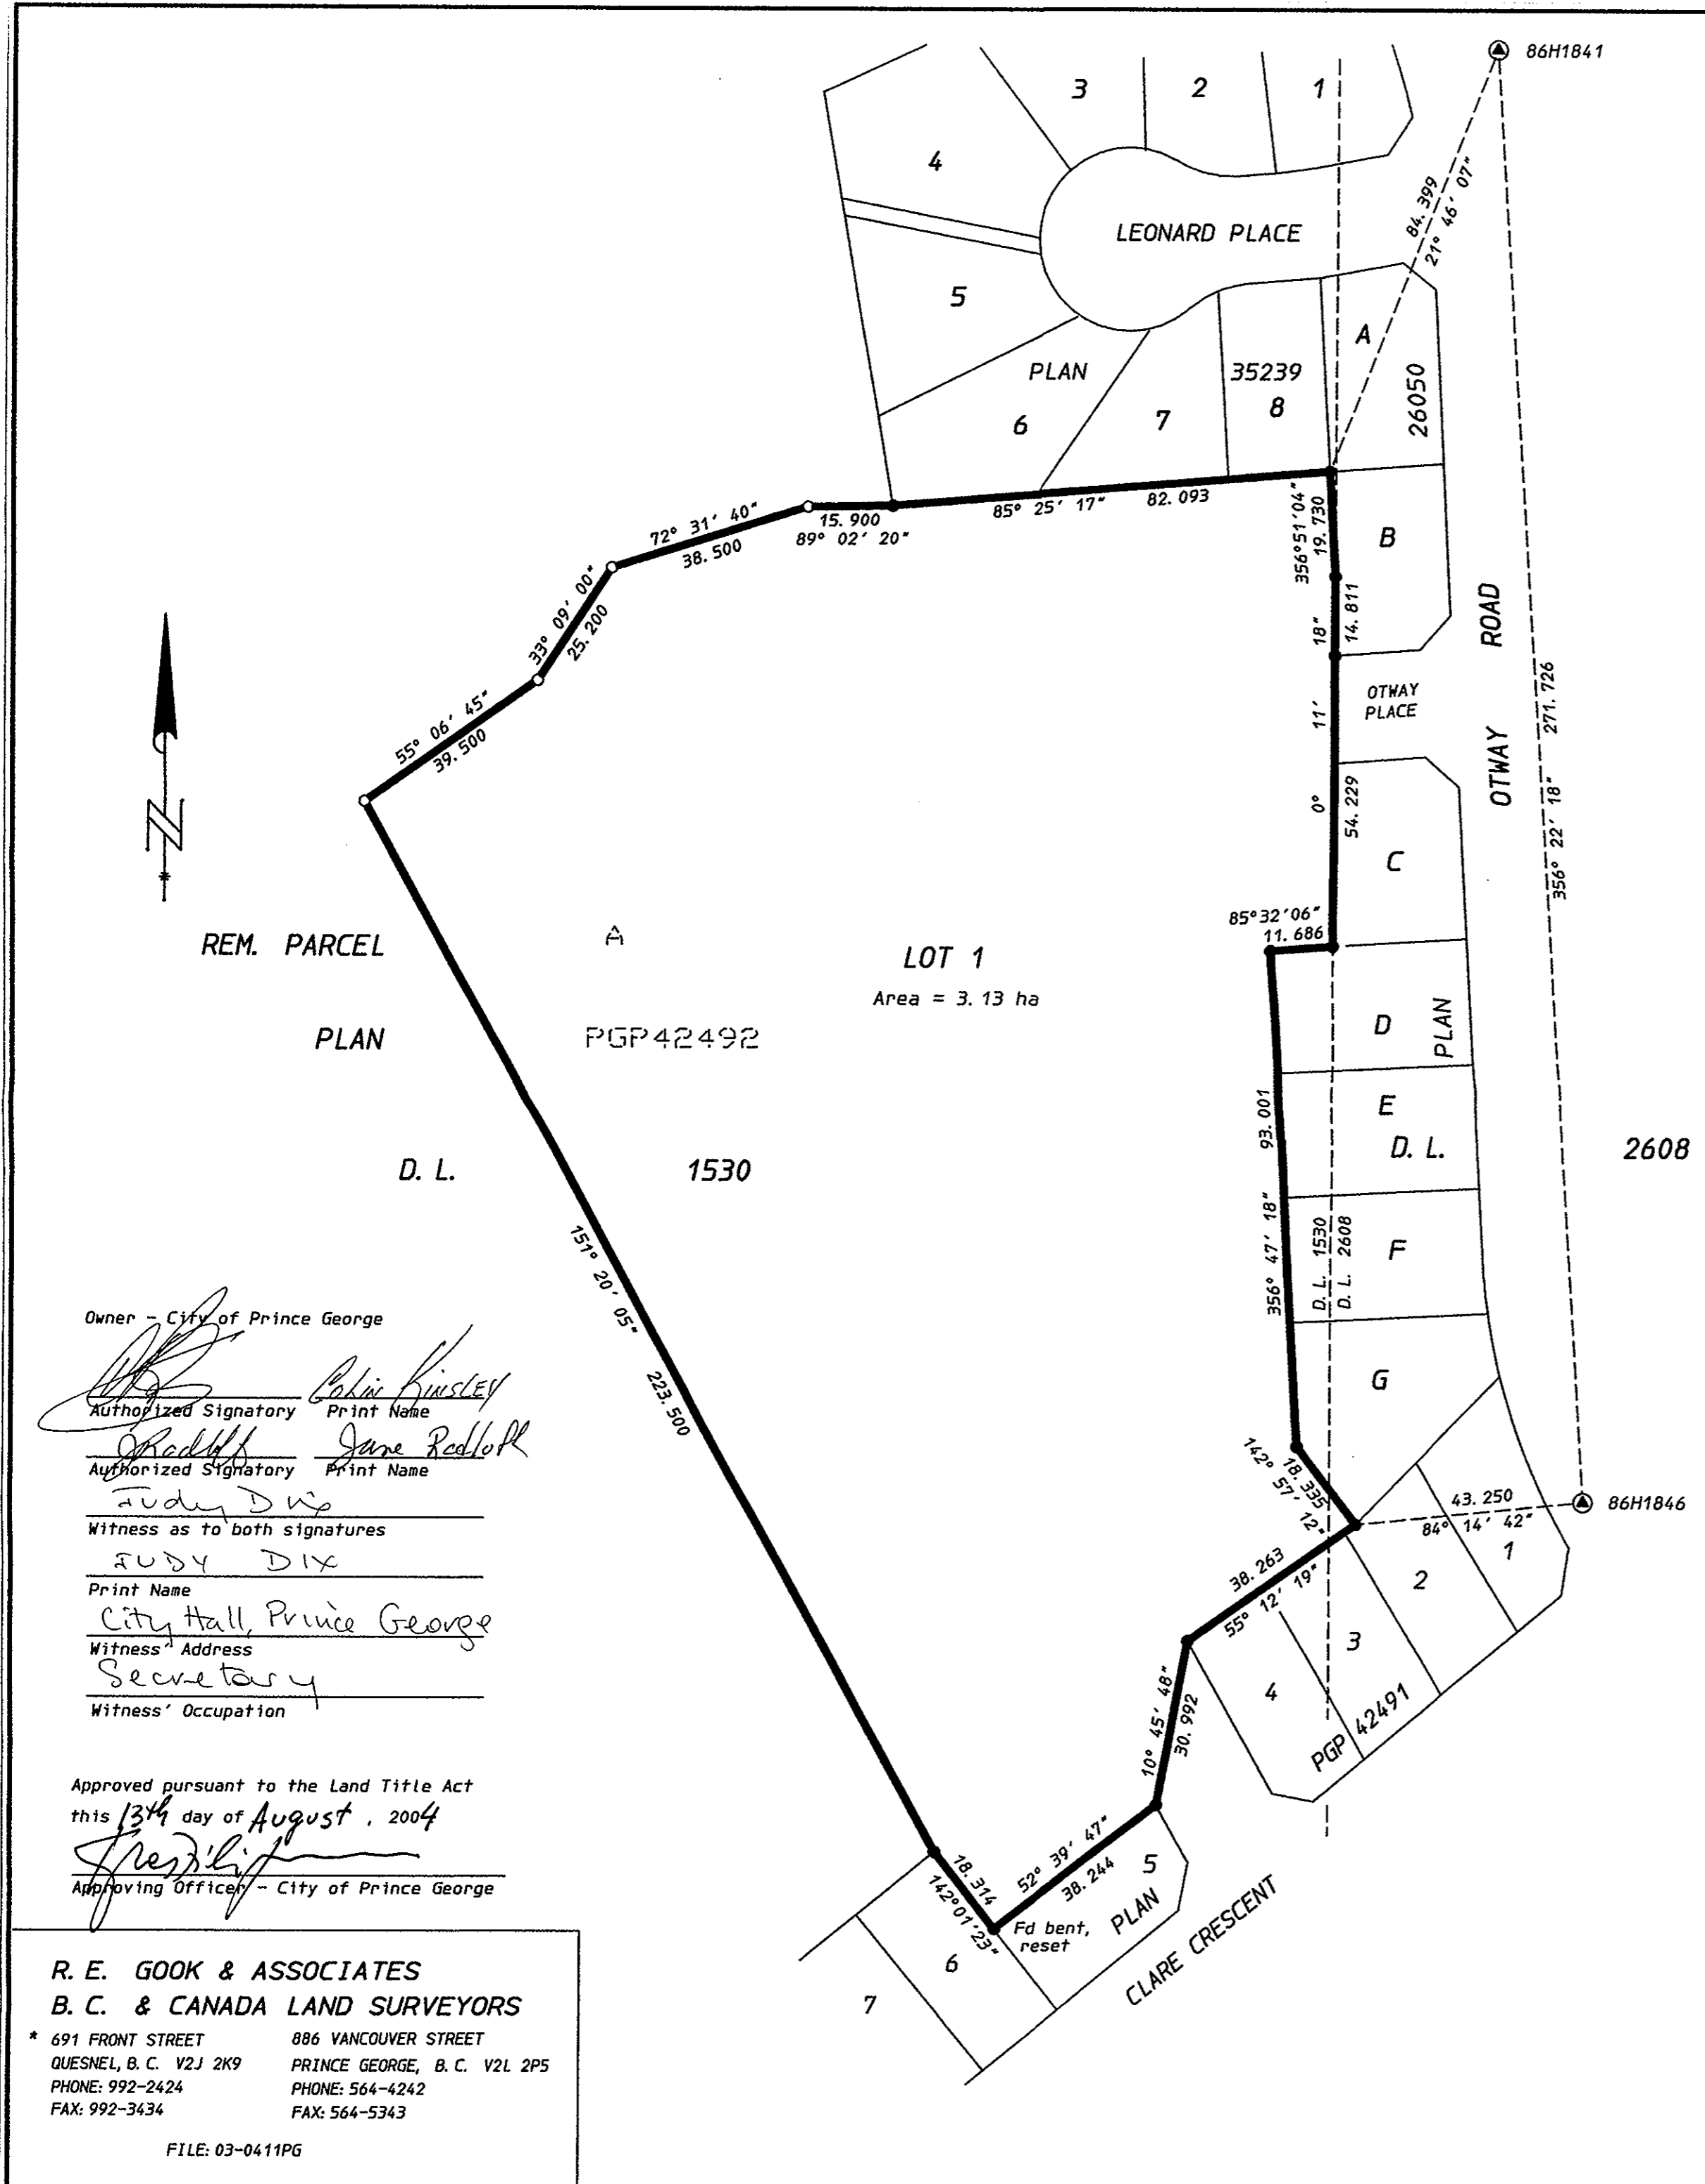 86H1841
3
2
1
4
84.399
21° 46' 07"
LEONARD PLACE
5
A
PLAN
35239
26050
6
7
8
72° 31' 40"
38.500
15.900
89° 02' 20"
85° 25' 17"
82.093
356°51'04"
19.730
B
33° 09' 00"
25.200
0° 11' 18"
14.811
OTWAY ROAD
OTWAY
PLACE
55° 06' 45"
39.500
271.726
356° 22' 18"
54.229
C
85°32'06"
11.686
REM. PARCEL A
LOT 1
Area = 3.13 ha
PLAN PGP42492
D
PLAN
93.001
356° 47' 18"
E
D. L. 1530
D. L. 2608
D. L. 1530
D. L. 2608
F
151° 20' 05"
223.500
G
142° 57' 12"
18.335
43.250
84° 14' 42"
86H1846
1
2
3
4
38.263
55° 12' 19"
PGP 42491
10° 45' 48"
30.992
52° 39' 47"
38.244
5
PLAN
18.314
142°01'23"
Fd bent,
reset
CLARE CRESCENT
6
7
N
*
Owner - City of Prince George
Colin Kinsley
Authorized Signatory Print Name
Authorized Signatory Print Name
Judy Dix
Witness as to both signatures
JUDY DIX
Print Name
City Hall, Prince George
Witness' Address
Secretary
Witness' Occupation
Approved pursuant to the Land Title Act
this 13th day of August, 2004
Approving Officer - City of Prince George
R. E. GOOK & ASSOCIATES
B. C. & CANADA LAND SURVEYORS
* 691 FRONT STREET
QUESNEL, B. C. V2J 2K9
PHONE: 992-2424
FAX: 992-3434
886 VANCOUVER STREET
PRINCE GEORGE, B. C. V2L 2P5
PHONE: 564-4242
FAX: 564-5343
FILE: 03-0411PG